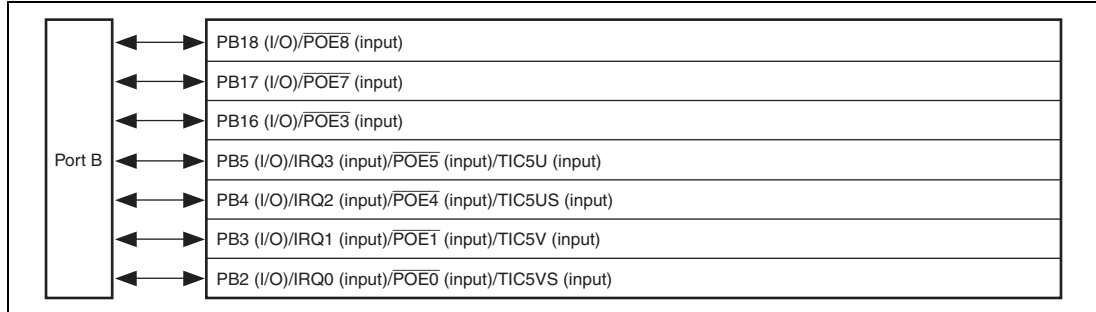 PB18 (I/O)/POE8 (input)
PB17 (I/O)/POE7 (input)
PB16 (I/O)/POE3 (input)
Port B
PB5 (I/O)/IRQ3 (input)/POE5 (input)/TIC5U (input)
PB4 (I/O)/IRQ2 (input)/POE4 (input)/TIC5US (input)
PB3 (I/O)/IRQ1 (input)/POE1 (input)/TIC5V (input)
PB2 (I/O)/IRQ0 (input)/POE0 (input)/TIC5VS (input)